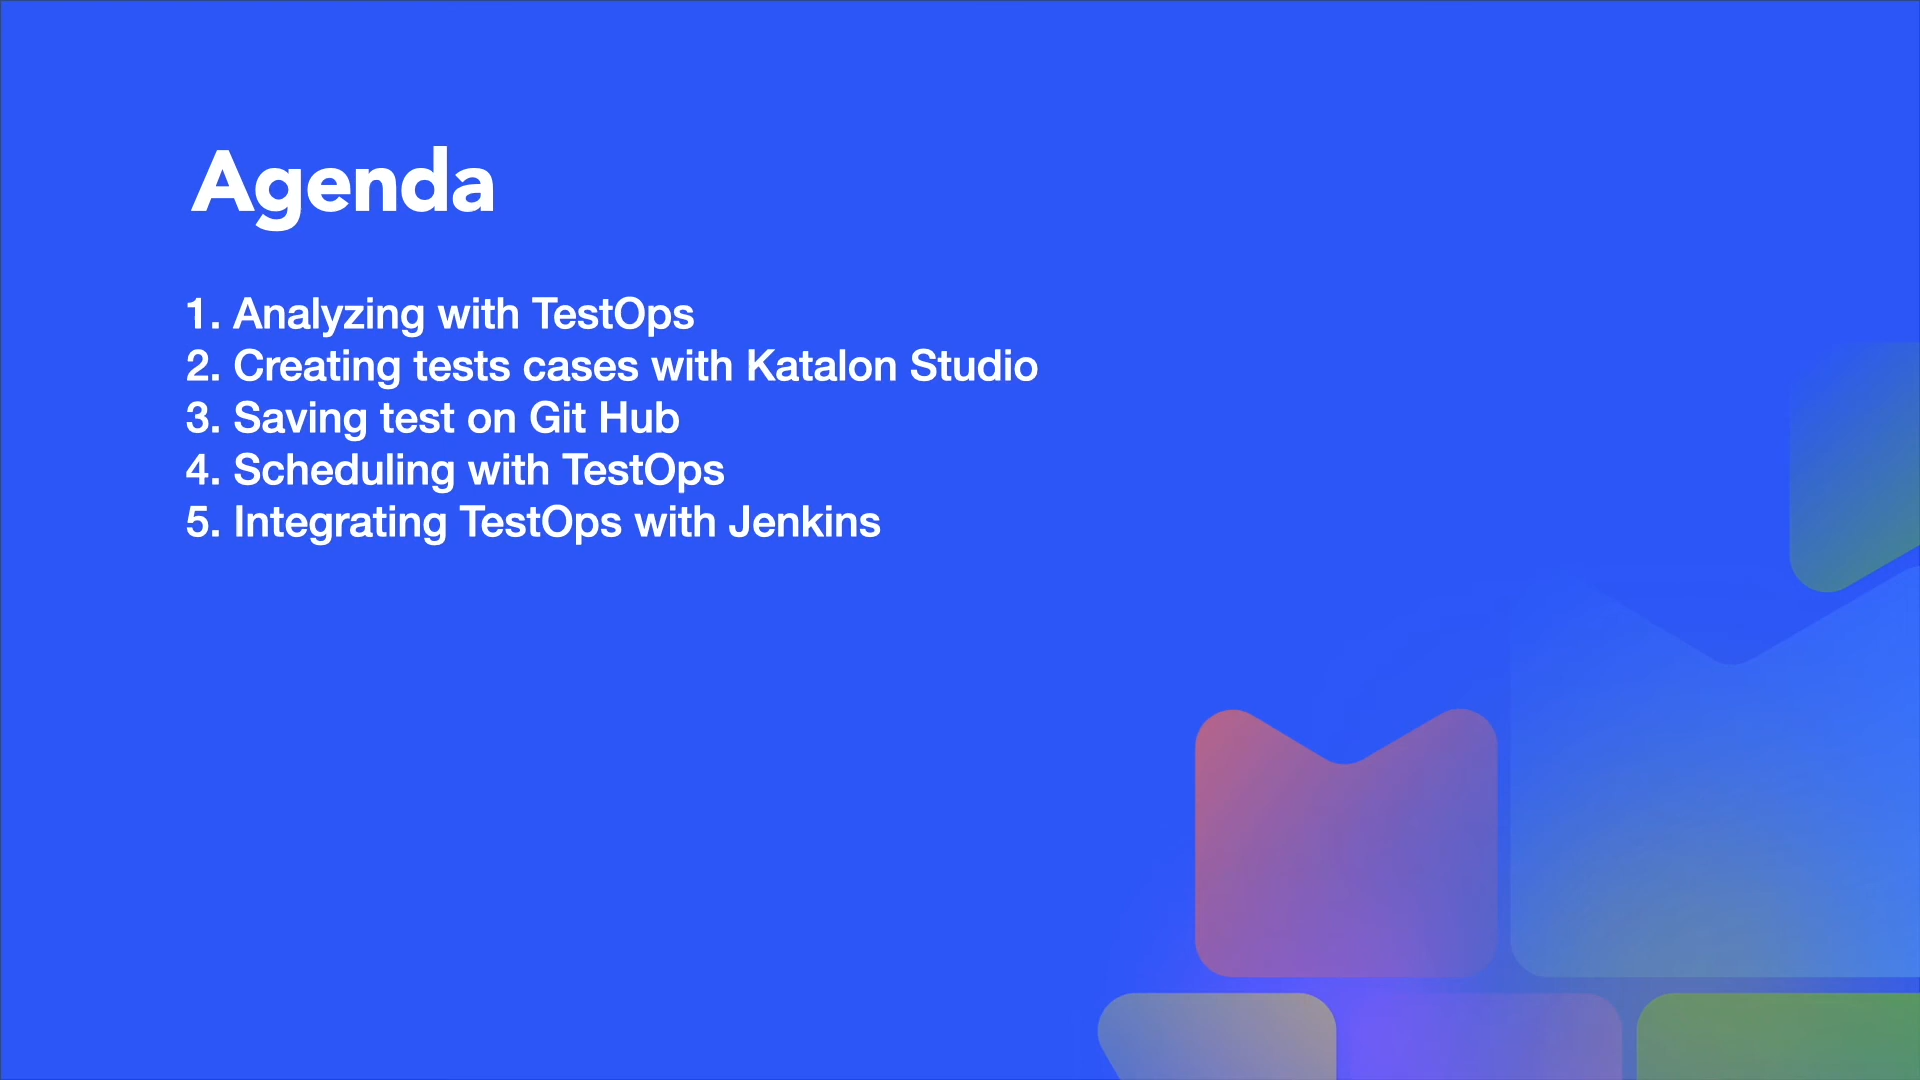 Agenda
1. Analyzing with TestOps
2. Creating tests cases with Katalon Studio
3. Saving test on Git Hub
4. Scheduling with TestOps
5. Integrating TestOps with Jenkins